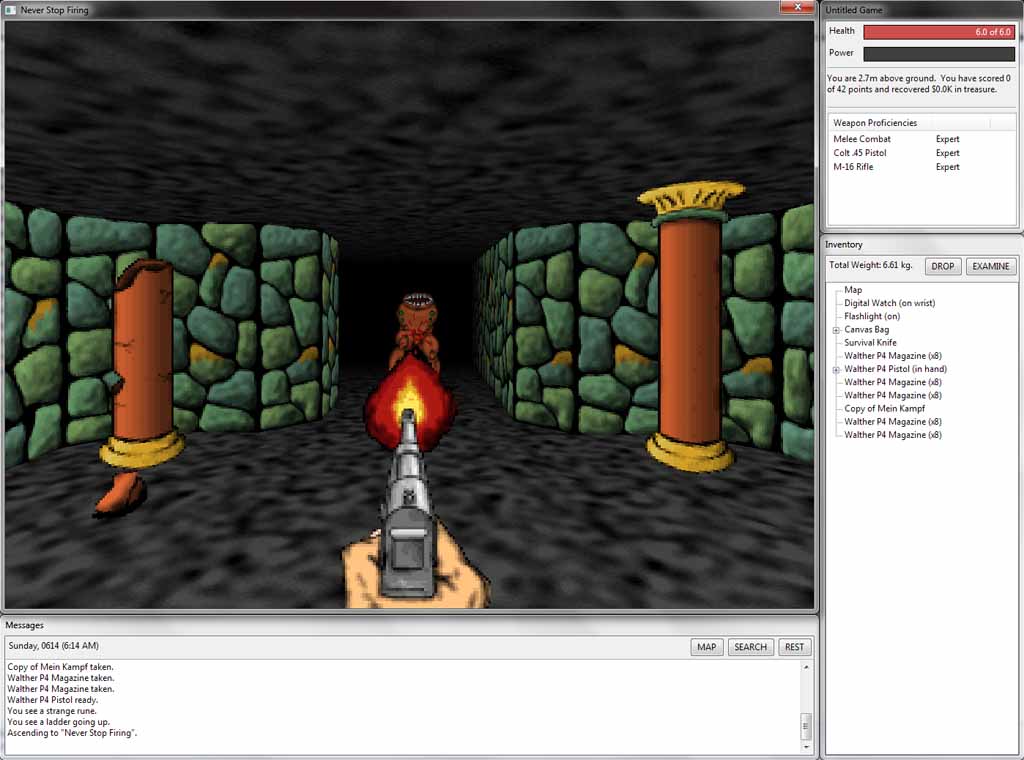 Never Stop Firing
Untitled Game
Health
6.0 of 6.0
Power
You are 2.7m above ground.  You have scored 0
of 42 points and recovered $0.0K in treasure.
Weapon Proficiencies
Melee Combat Expert
Colt .45 Pistol Expert
M-16 Rifle Expert
Inventory
Total Weight: 6.61 kg. DROP EXAMINE
Map
Digital Watch (on wrist)
Flashlight (on)
Canvas Bag
Survival Knife
Walther P4 Magazine (x8)
Walther P4 Pistol (in hand)
Walther P4 Magazine (x8)
Walther P4 Magazine (x8)
Copy of Mein Kampf
Walther P4 Magazine (x8)
Walther P4 Magazine (x8)
Messages
Sunday, 0614 (6:14 AM) MAP SEARCH REST
Copy of Mein Kampf taken.
Walther P4 Magazine taken.
Walther P4 Magazine taken.
Walther P4 Pistol ready.
You see a strange rune.
You see a ladder going up.
Ascending to "Never Stop Firing".